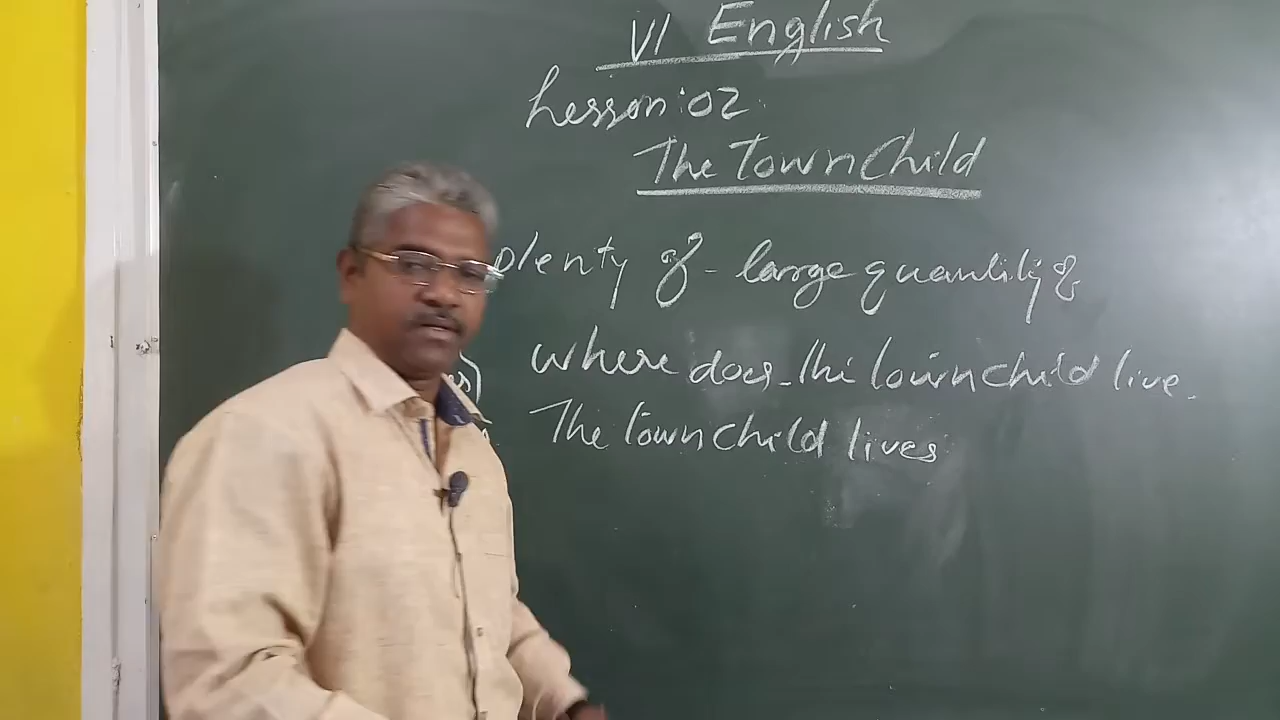 VI English
Lesson: 02
The Town Child
plenty of - large quantity of
where does the town child live.
The town child lives